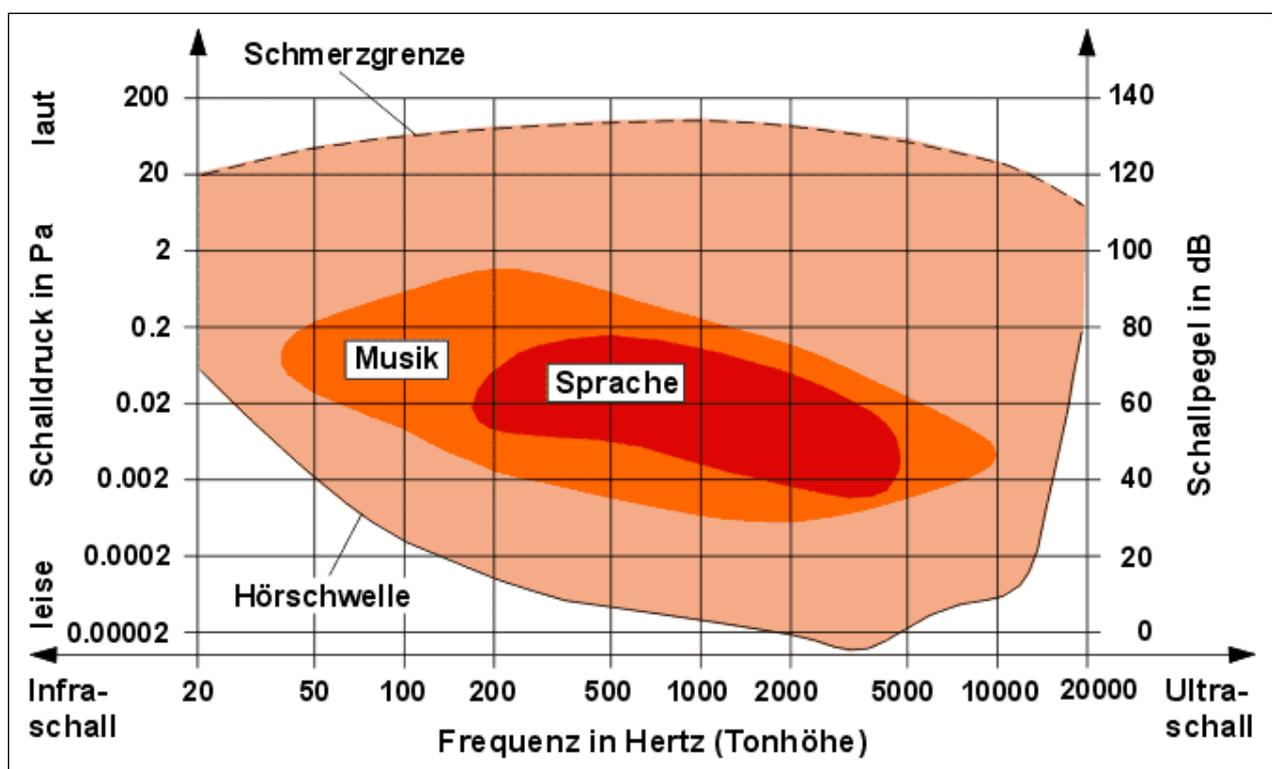 Schmerzgrenze
laut
leise
Schalldruck in Pa
200
20
2
0.2
0.02
0.002
0.0002
0.00002
140
120
100
80
60
40
20
0
Schallpegel in dB
Musik
Sprache
Hörschwelle
20 50 100 200 500 1000 2000 5000 10000 20000
Infra-
schall
Ultra-
schall
Frequenz in Hertz (Tonhöhe)